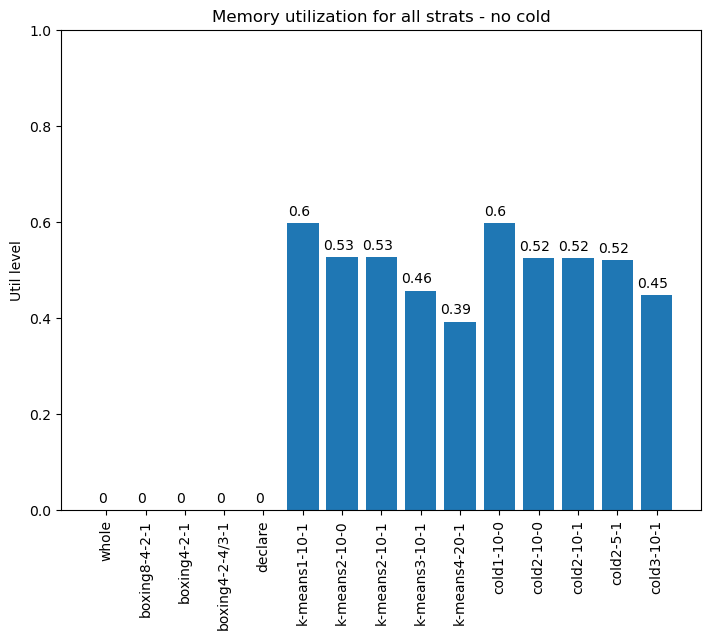 Memory utilization for all strats - no cold
Util level
1.0
0.8
0.6
0.4
0.2
0.0
0
0
0
0
0
0.6
0.53
0.53
0.46
0.39
0.6
0.52
0.52
0.52
0.45
whole
boxing8-4-2-1
boxing4-2-1
boxing4-2-4/3-1
declare
k-means1-10-1
k-means2-10-0
k-means2-10-1
k-means3-10-1
k-means4-20-1
cold1-10-0
cold2-10-0
cold2-10-1
cold2-5-1
cold3-10-1